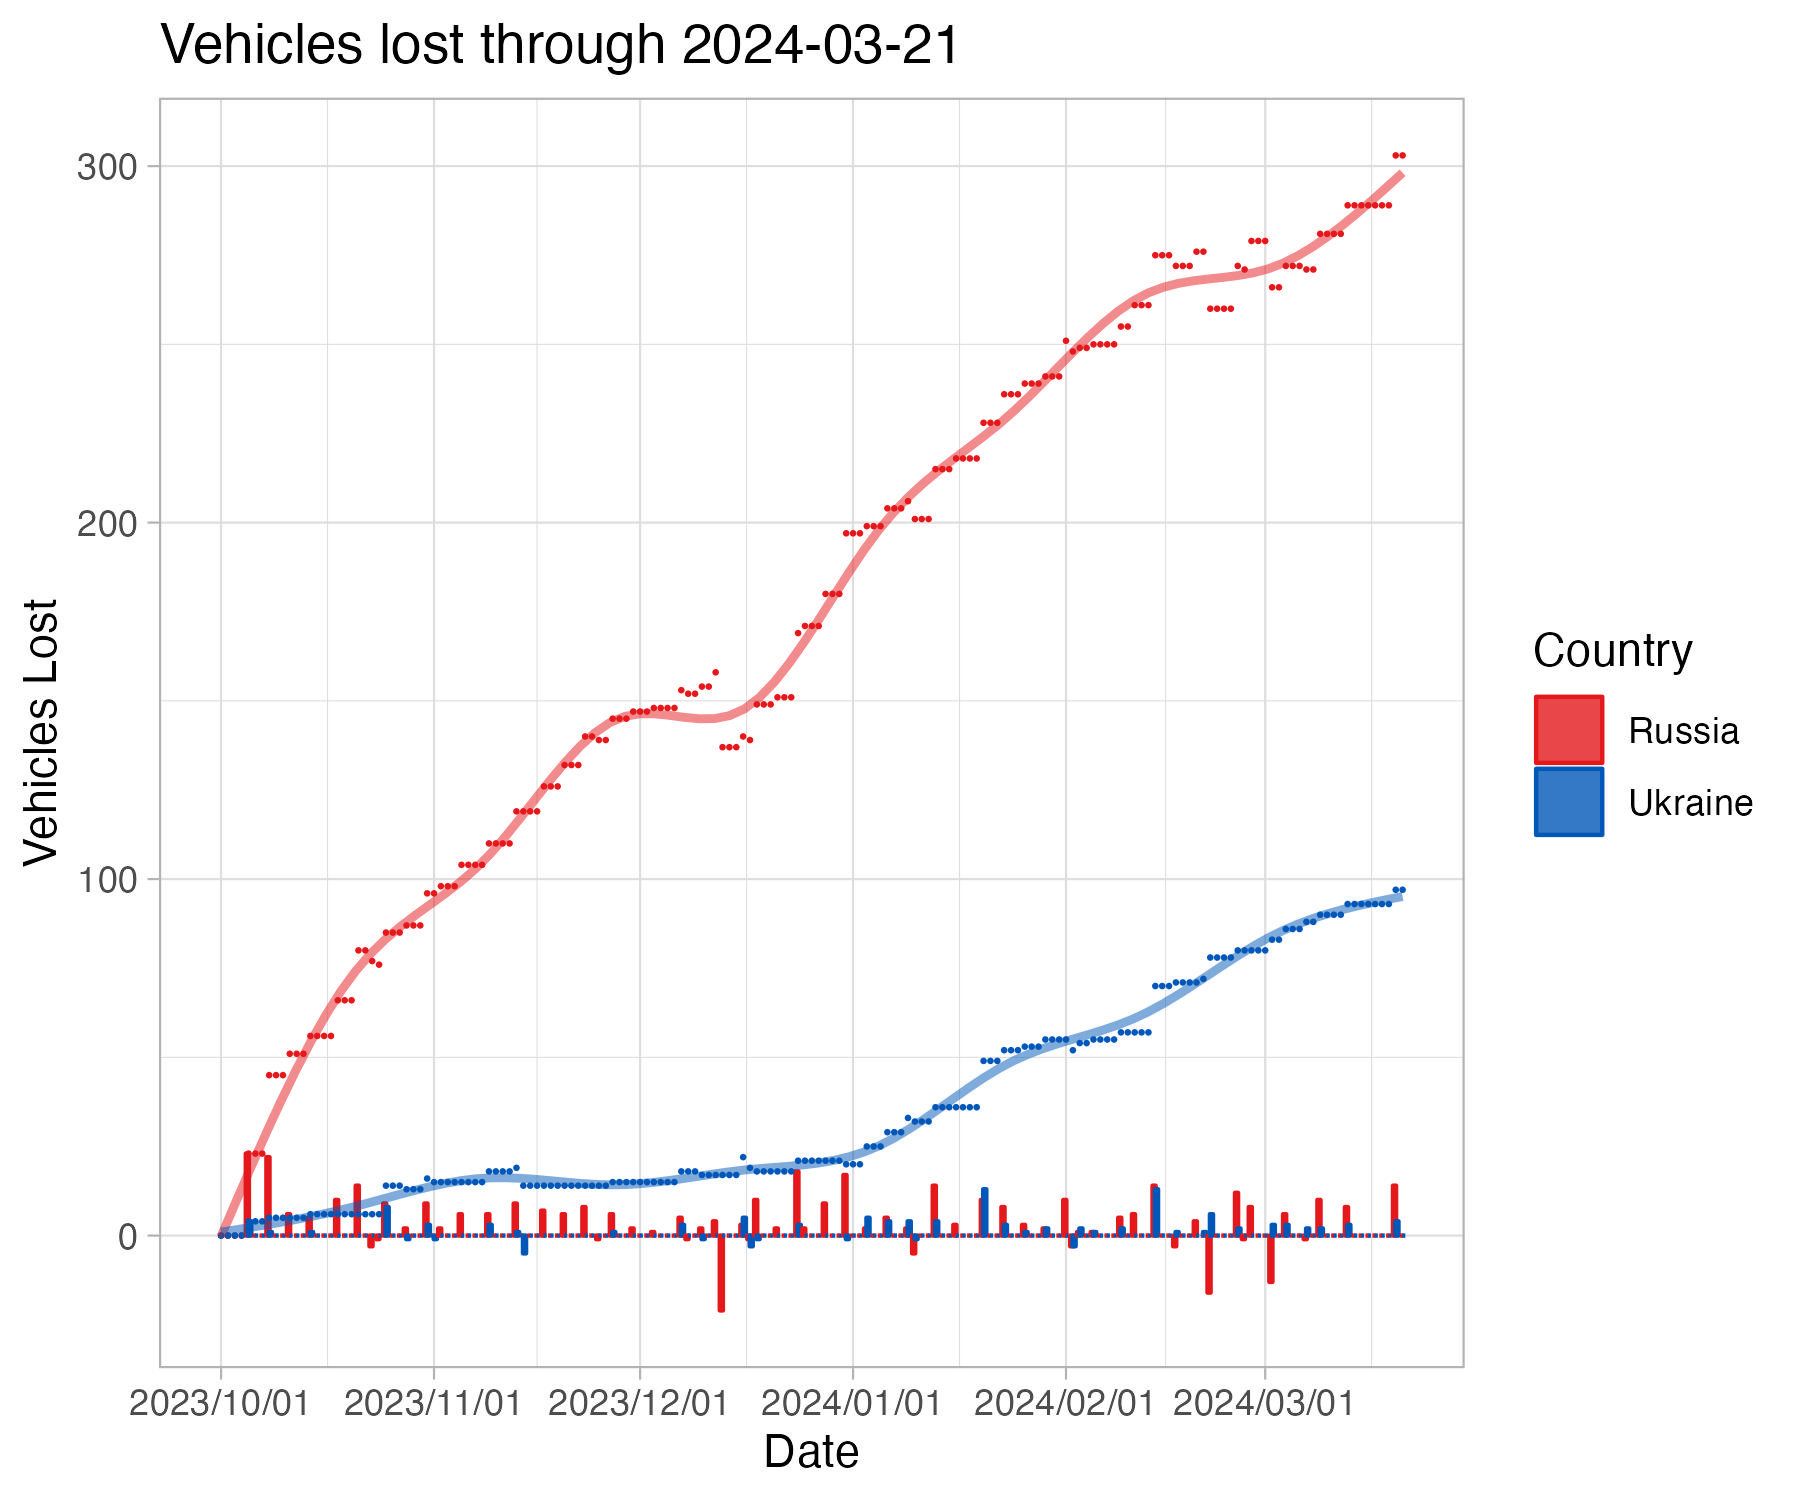 Vehicles lost through 2024-03-21
300
200
100
0
Vehicles Lost
2023/10/01
2023/11/01
2023/12/01
2024/01/01
2024/02/01
2024/03/01
Date
Country
Russia
Ukraine